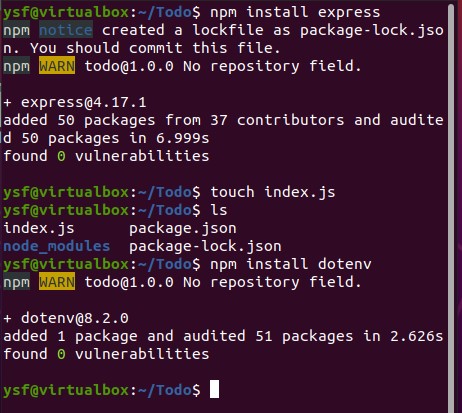 ysf@virtualbox:~/Todo$ npm install express
npm notice created a lockfile as package-lock.jso
n. You should commit this file.
npm WARN todo@1.0.0 No repository field.
+ express@4.17.1
added 50 packages from 37 contributors and audite
d 50 packages in 6.999s
found 0 vulnerabilities
ysf@virtualbox:~/Todo$ touch index.js
ysf@virtualbox:~/Todo$ ls
index.js      package.json
node_modules  package-lock.json
ysf@virtualbox:~/Todo$ npm install dotenv
npm WARN todo@1.0.0 No repository field.
+ dotenv@8.2.0
added 1 package and audited 51 packages in 2.626s
found 0 vulnerabilities
ysf@virtualbox:~/Todo$